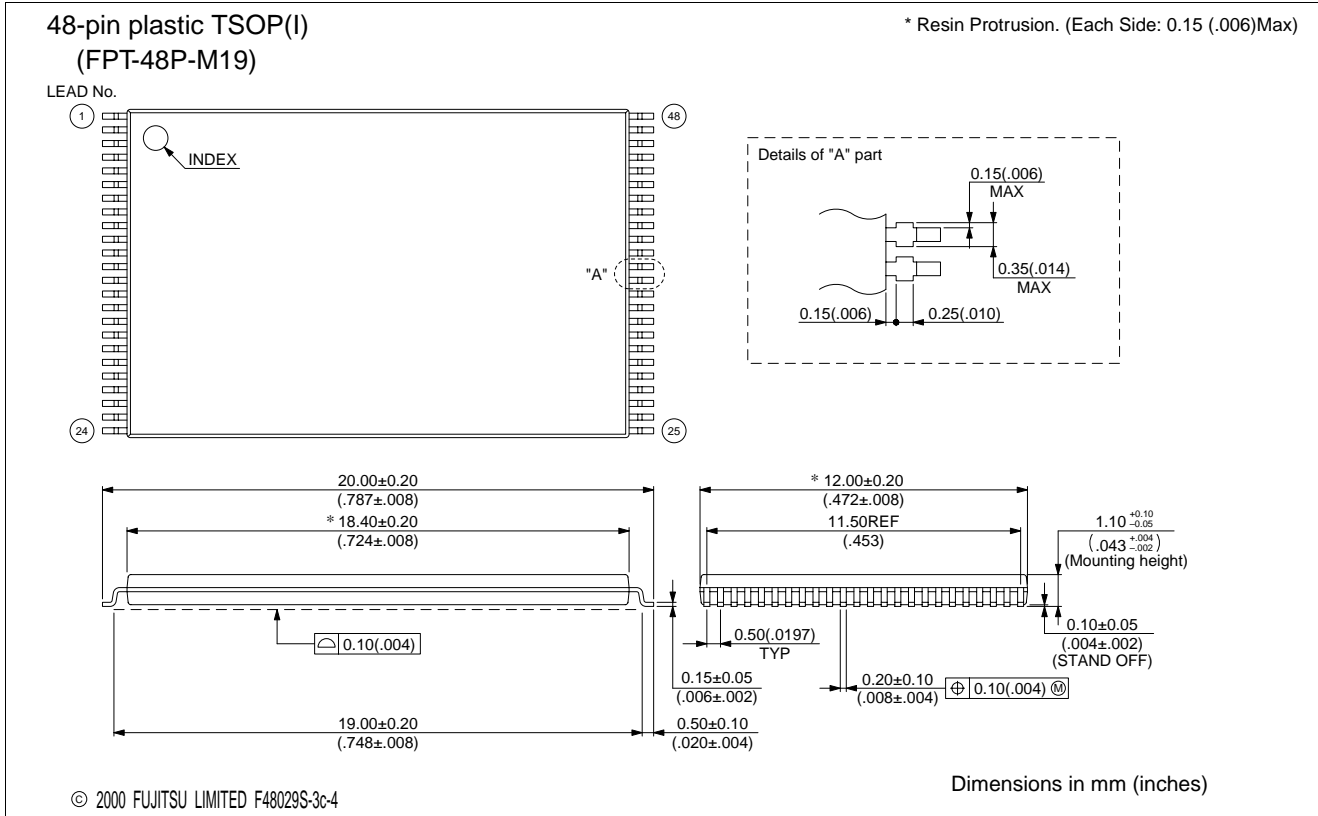 48-pin plastic TSOP(I)
(FPT-48P-M19)
* Resin Protrusion. (Each Side: 0.15 (.006)Max)
LEAD No.
1
48
INDEX
"A"
24
25
Details of "A" part
0.15(.006)
MAX
0.35(.014)
MAX
0.15(.006)
0.25(.010)
20.00±0.20
(.787±.008)
* 18.40±0.20
(.724±.008)
0.10(.004)
0.15±0.05
(.006±.002)
19.00±0.20
(.748±.008)
0.50±0.10
(.020±.004)
* 12.00±0.20
(.472±.008)
11.50REF
(.453)
1.10 +0.10 −0.05
(.043 +.004 −.002)
(Mounting height)
0.50(.0197)
TYP
0.10±0.05
(.004±.002)
(STAND OFF)
0.20±0.10
(.008±.004)
⌖ 0.10(.004) Ⓜ
© 2000 FUJITSU LIMITED F48029S-3c-4
Dimensions in mm (inches)